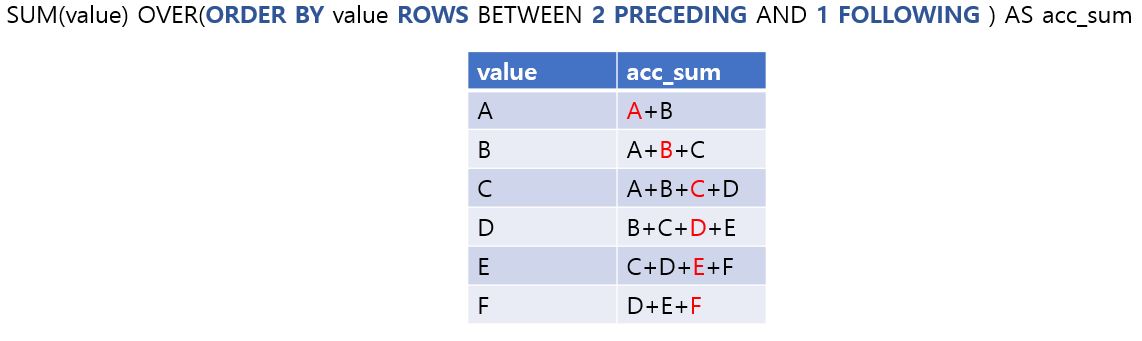 SUM(value) OVER(ORDER BY value ROWS BETWEEN 2 PRECEDING AND 1 FOLLOWING ) AS acc_sum
value acc_sum
A A+B
B A+B+C
C A+B+C+D
D B+C+D+E
E C+D+E+F
F D+E+F